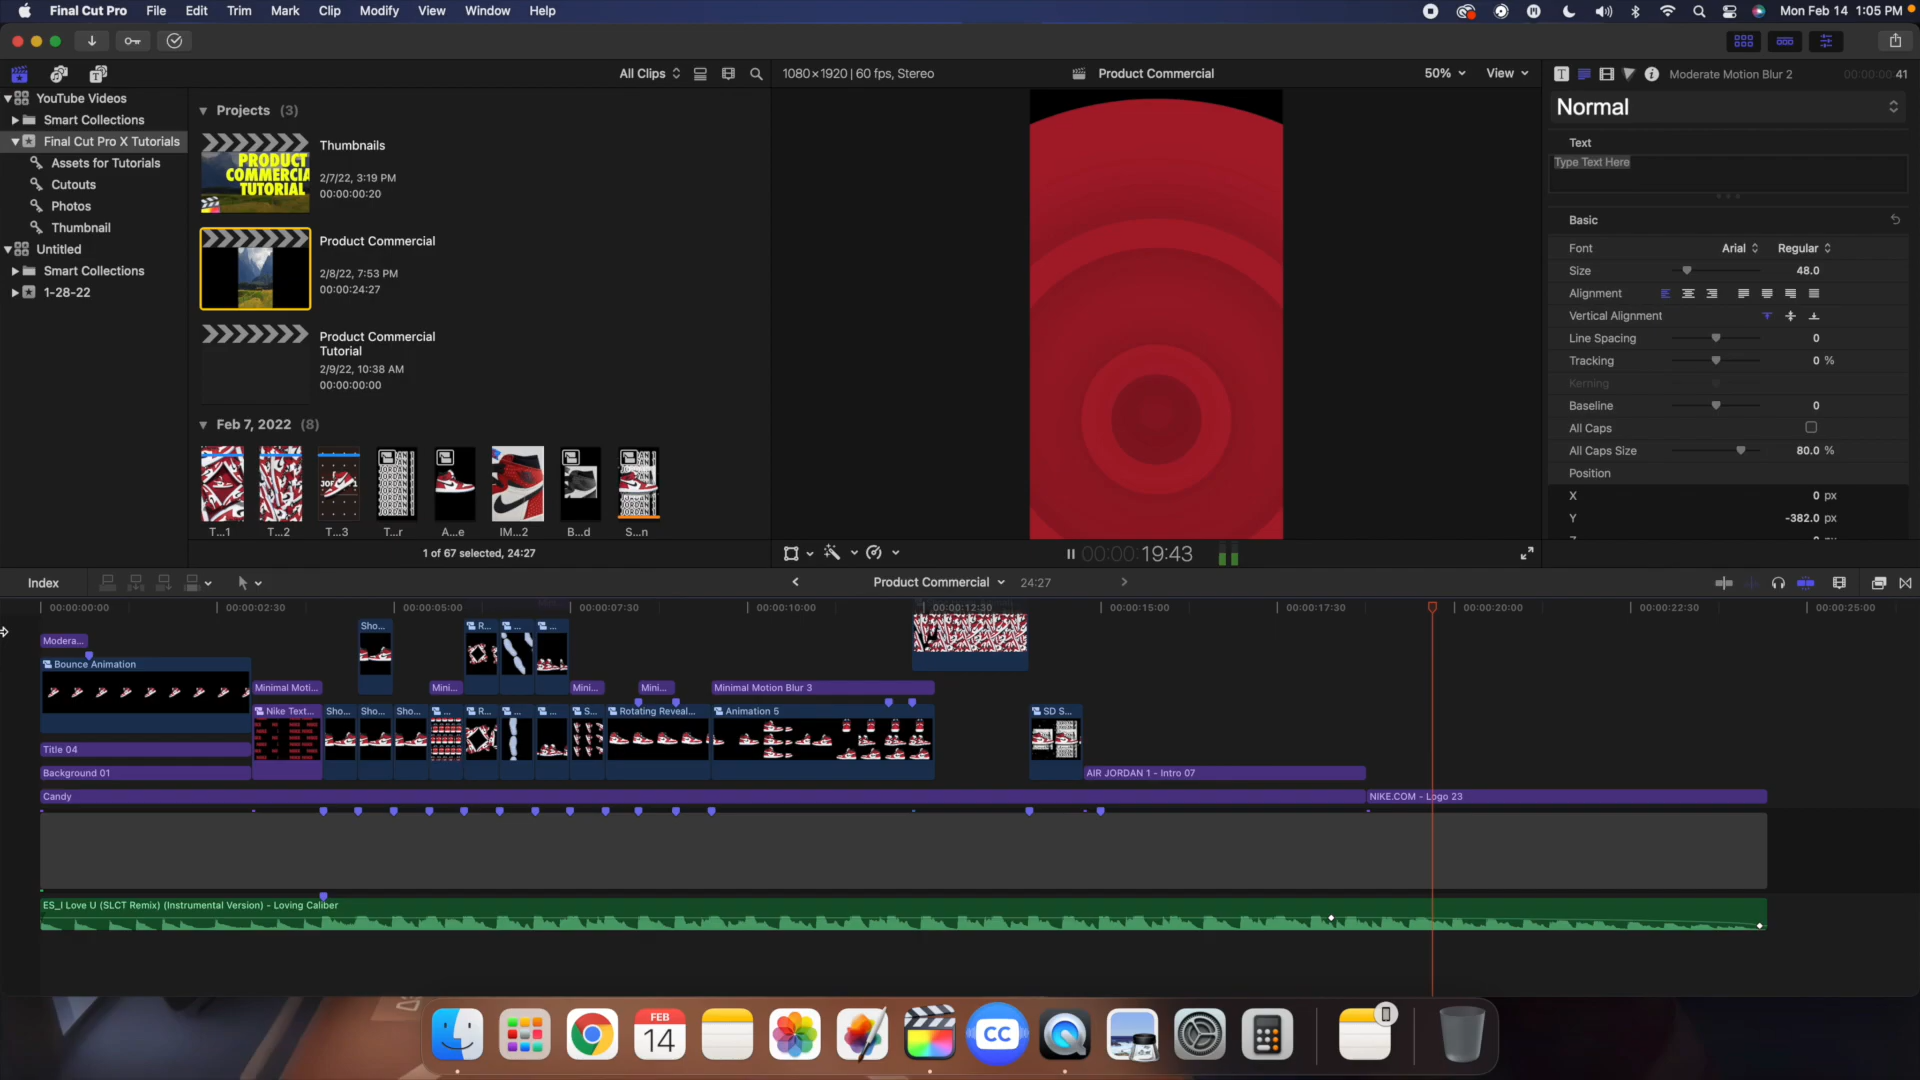 Final Cut Pro File Edit Trim Mark Clip Modify View Window Help
Mon Feb 14 1:05 PM
All Clips
1080×1920 | 60 fps, Stereo
Product Commercial
50% View
Moderate Motion Blur 2
00:00:00:41
YouTube Videos
Smart Collections
Final Cut Pro X Tutorials
Assets for Tutorials
Cutouts
Photos
Thumbnail
Untitled
Smart Collections
1-28-22
Projects (3)
PRODUCT
COMMERCIA
TUTORIAL
Thumbnails
2/7/22, 3:19 PM
00:00:00:20
Product Commercial
2/8/22, 7:53 PM
00:00:24:27
Product Commercial
Tutorial
2/9/22, 10:38 AM
00:00:00:00
Feb 7, 2022 (8)
T...1 T...2 T...3 T...r A...e IM...2 B...d S...n
1 of 67 selected, 24:27
Normal
Text
Type Text Here
Basic
Font Arial Regular
Size 48.0
Alignment
Vertical Alignment
Line Spacing 0
Tracking 0 %
Kerning
Baseline 0
All Caps
All Caps Size 80.0 %
Position
X 0 px
Y -382.0 px
00:00:19:43
Index
Product Commercial 24:27
00:00:00:00 00:00:02:30 00:00:05:00 00:00:07:30 00:00:10:00 00:00:12:30 00:00:15:00 00:00:17:30 00:00:20:00 00:00:22:30 00:00:25:00
Sho... R... ... ...
Modera...
Bounce Animation
Minimal Moti... Mini... Mini... Mini... Minimal Motion Blur 3
Nike Text... Sho... Sho... Sho... ... R... ... ... S... Rotating Reveal... Animation 5 SD S...
Title 04
Background 01
AIR JORDAN 1 - Intro 07
Candy
NIKE.COM - Logo 23
ES_I Love U (SLCT Remix) (Instrumental Version) - Loving Caliber
FEB
14
CC